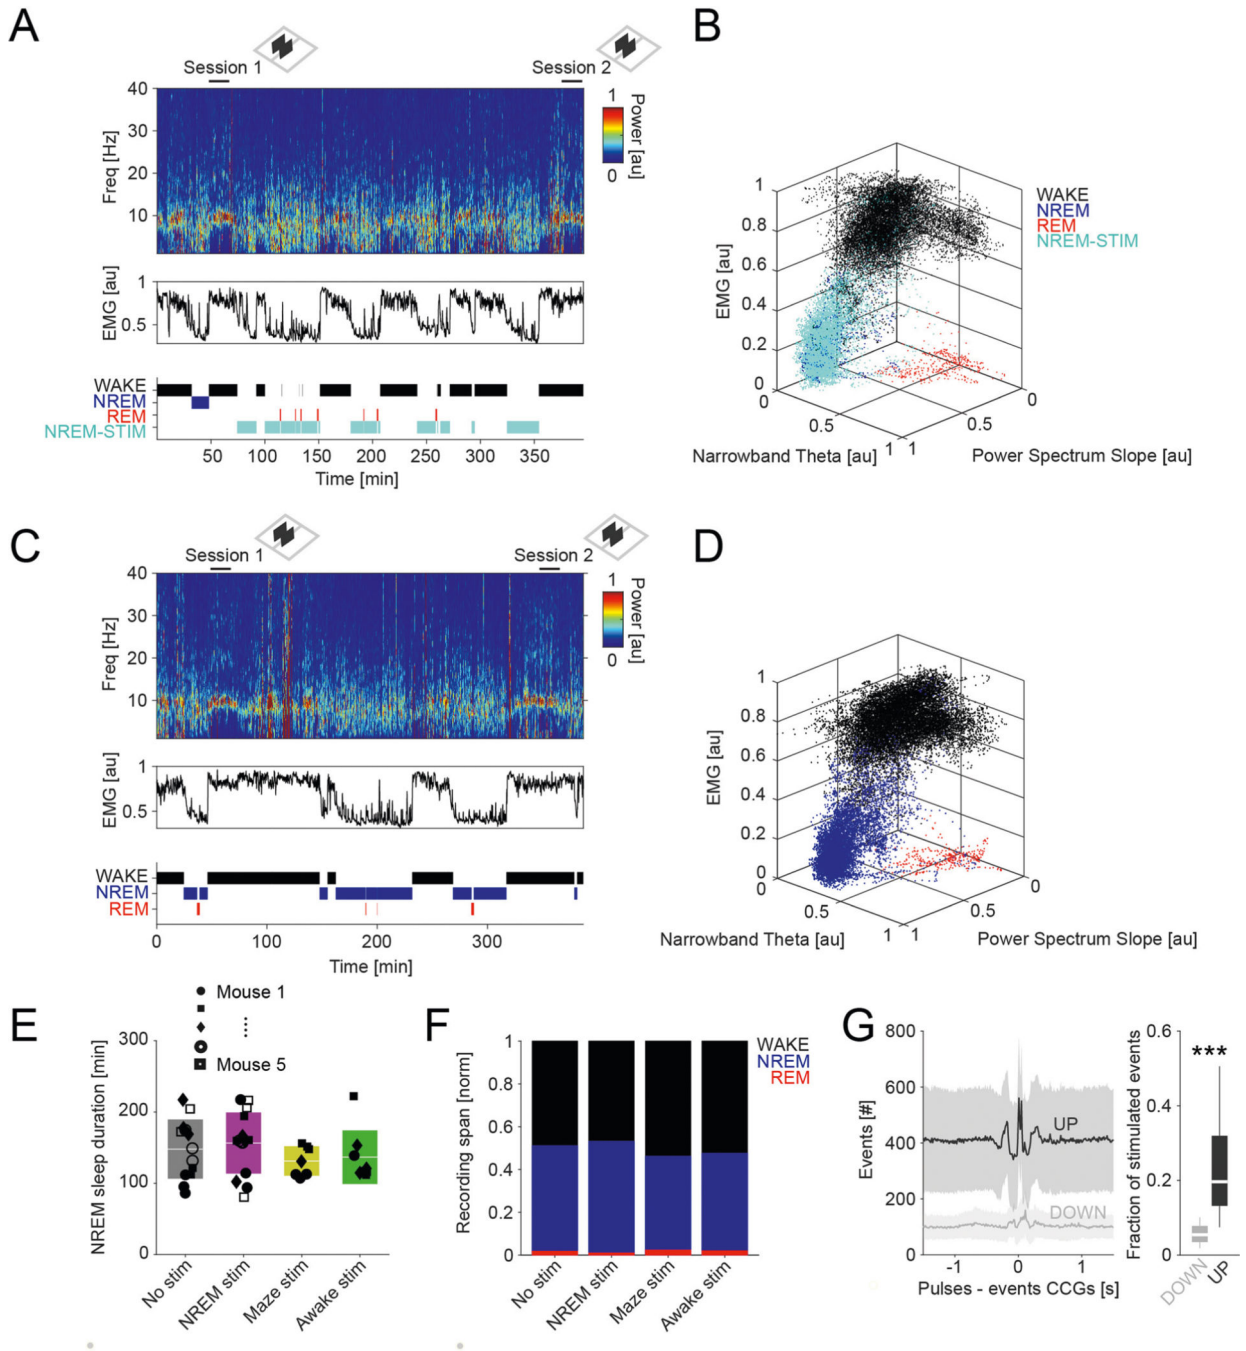 A
Session 1
Session 2
40
30
20
10
Freq [Hz]
1
0
Power [au]
1
0.5
EMG [au]
WAKE
NREM
REM
NREM-STIM
50 100 150 200 250 300 350
Time [min]
B
WAKE
NREM
REM
NREM-STIM
1
0.8
0.6
0.4
0.2
0
EMG [au]
0 0.5 1 1 0.5 0
Narrowband Theta [au]
Power Spectrum Slope [au]
C
Session 1
Session 2
40
30
20
10
Freq [Hz]
1
0
Power [au]
1
0.5
EMG [au]
WAKE
NREM
REM
0 100 200 300
Time [min]
D
1
0.8
0.6
0.4
0.2
0
EMG [au]
0 0.5 1 1 0.5 0
Narrowband Theta [au]
Power Spectrum Slope [au]
E
Mouse 1
Mouse 5
300
200
100
0
NREM sleep duration [min]
No stim
NREM stim
Maze stim
Awake stim
F
WAKE
NREM
REM
1
0.8
0.6
0.4
0.2
0
Recording span [norm]
No stim
NREM stim
Maze stim
Awake stim
G
800
600
400
200
0
Events [#]
UP
DOWN
-1 0 1
Pulses - events CCGs [s]
0.6
0.4
0.2
0
Fraction of stimulated events
***
DOWN
UP